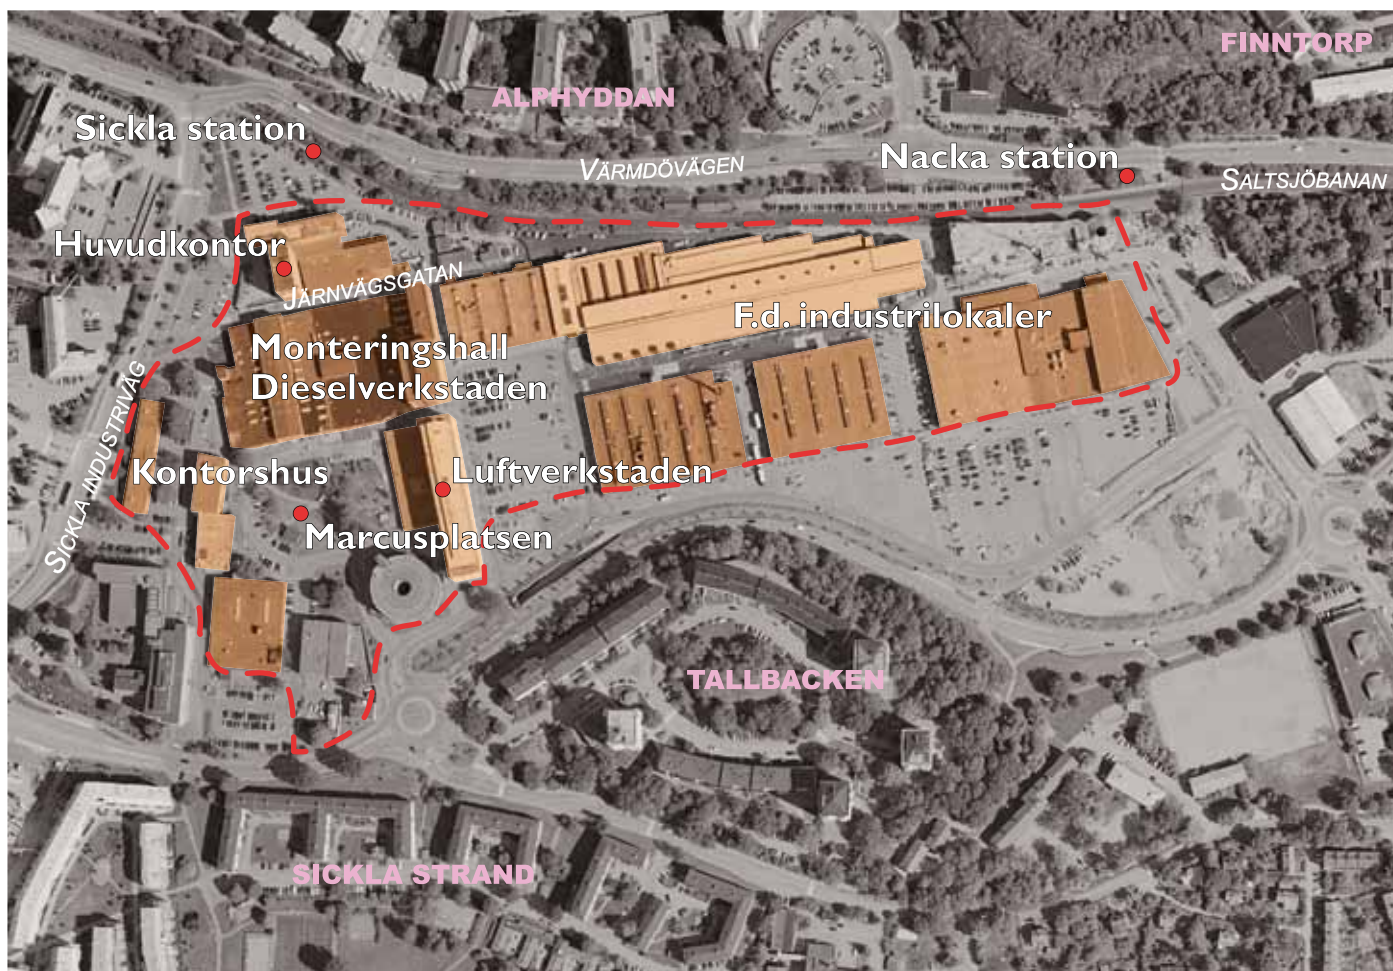 FINNTORP
ALPHYDDAN
Sickla station
VÄRMDÖVÄGEN
Nacka station
SALTSJÖBANAN
Huvudkontor
JÄRNVÄGSGATAN
F.d. industrilokaler
Monteringshall
Dieselverkstaden
SICKLA INDUSTRIVÄG
Kontorshus
Luftverkstaden
Marcusplatsen
TALLBACKEN
SICKLA STRAND